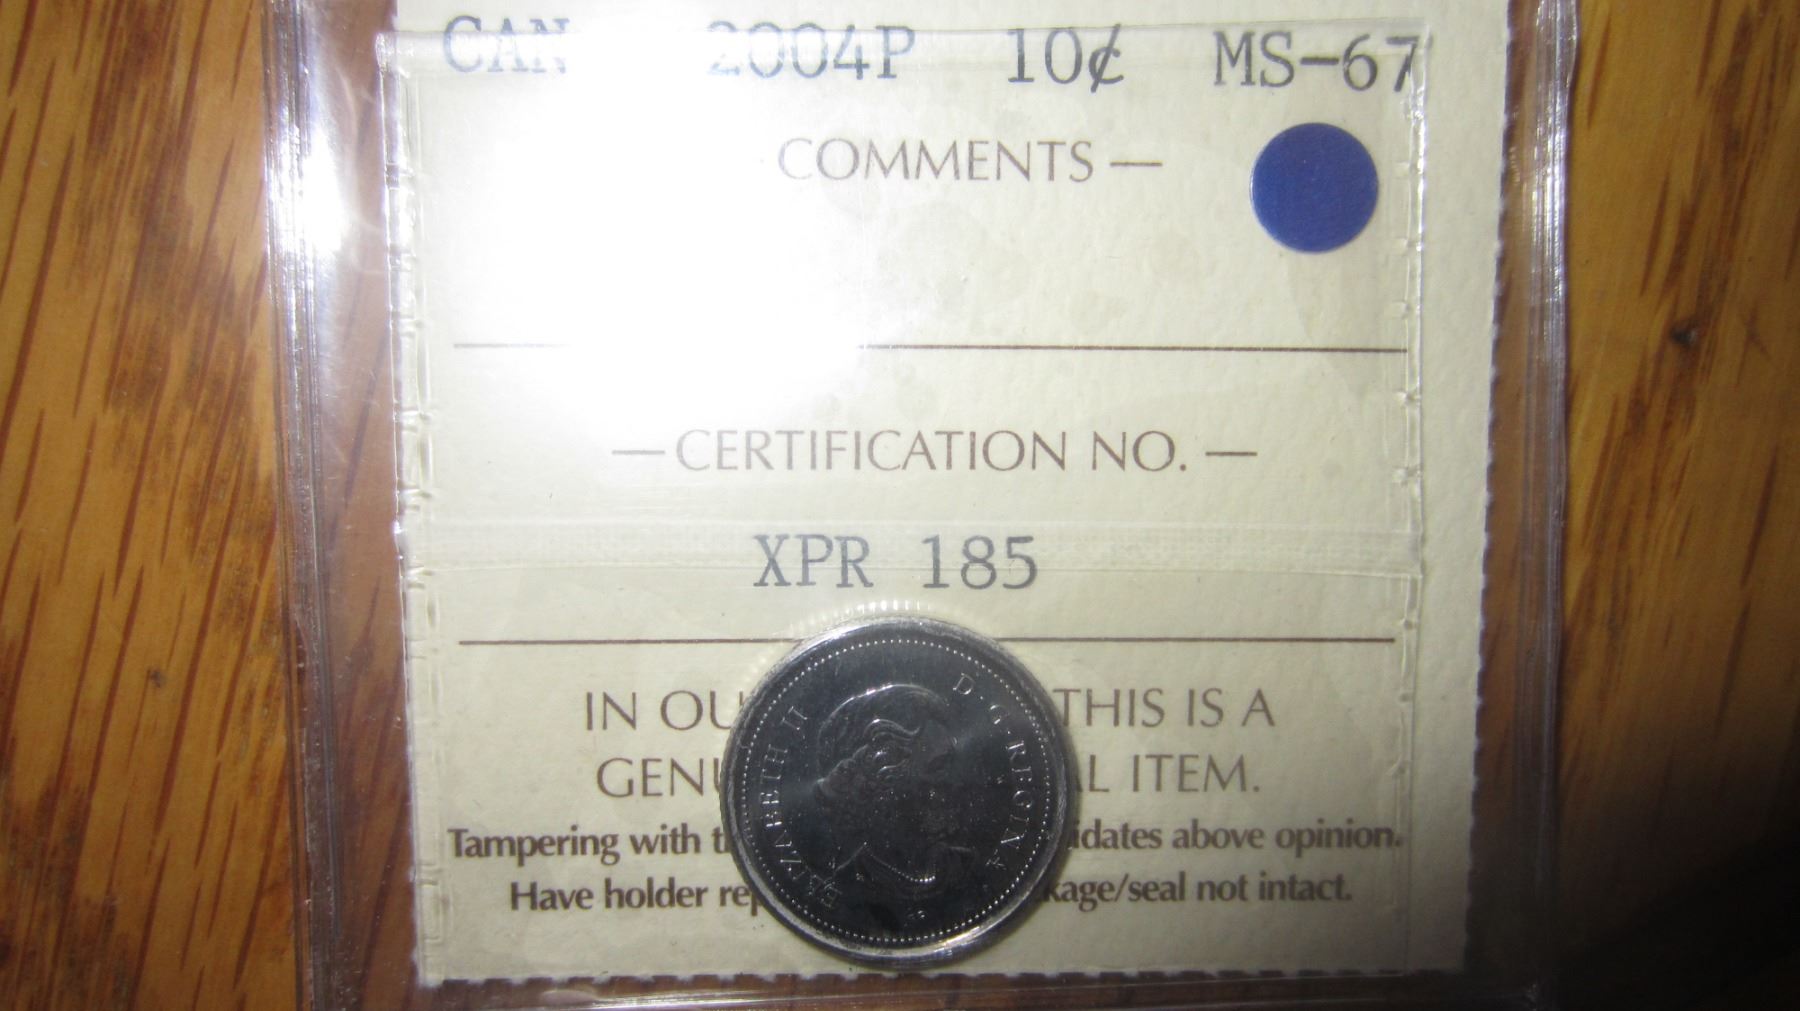 CAN 2004P 10¢ MS-67
COMMENTS —
— CERTIFICATION NO. —
XPR 185
IN OU THIS IS A
GENU L ITEM.
Tampering with t idates above opinion.
Have holder rep kage/seal not intact.
ELIZABETH II D·G·REGINA